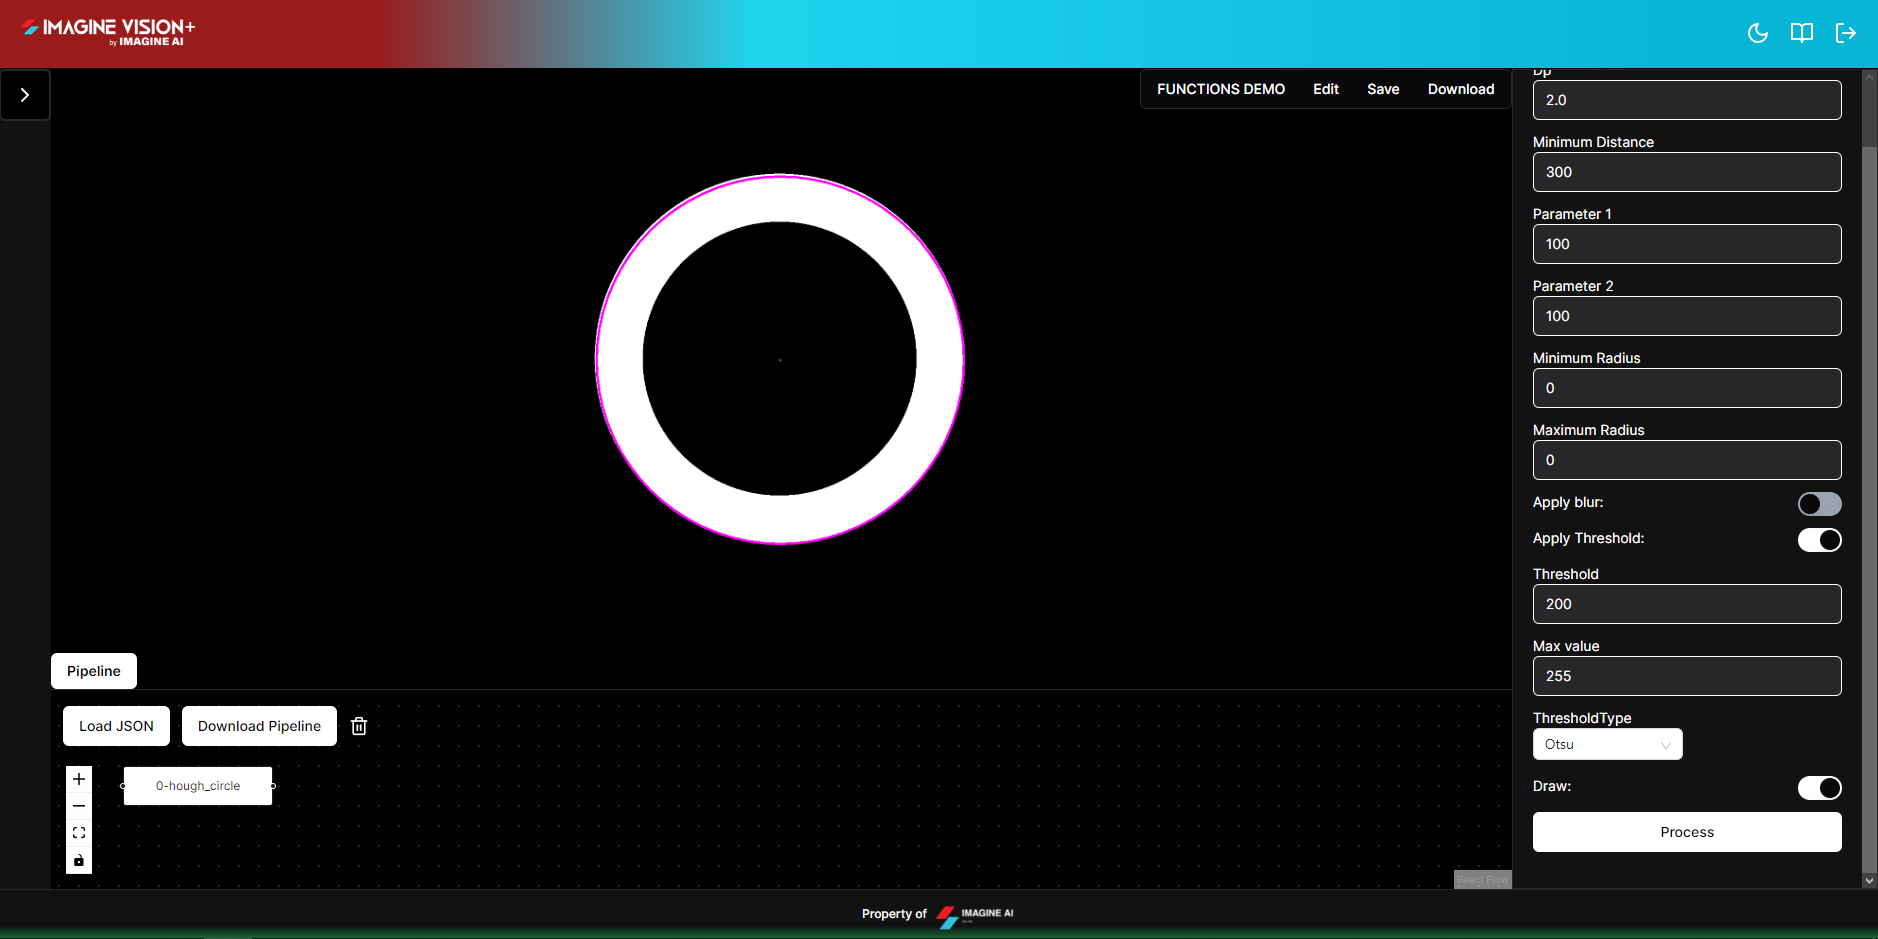 IMAGINE VISION+
by IMAGINE AI
FUNCTIONS DEMO Edit Save Download
Dp
2.0
Minimum Distance
300
Parameter 1
100
Parameter 2
100
Minimum Radius
0
Maximum Radius
0
Apply blur:
Apply Threshold:
Threshold
200
Max value
255
ThresholdType
Otsu
Draw:
Process
Pipeline
Load JSON Download Pipeline
0-hough_circle
React Flow
Property of IMAGINE AI